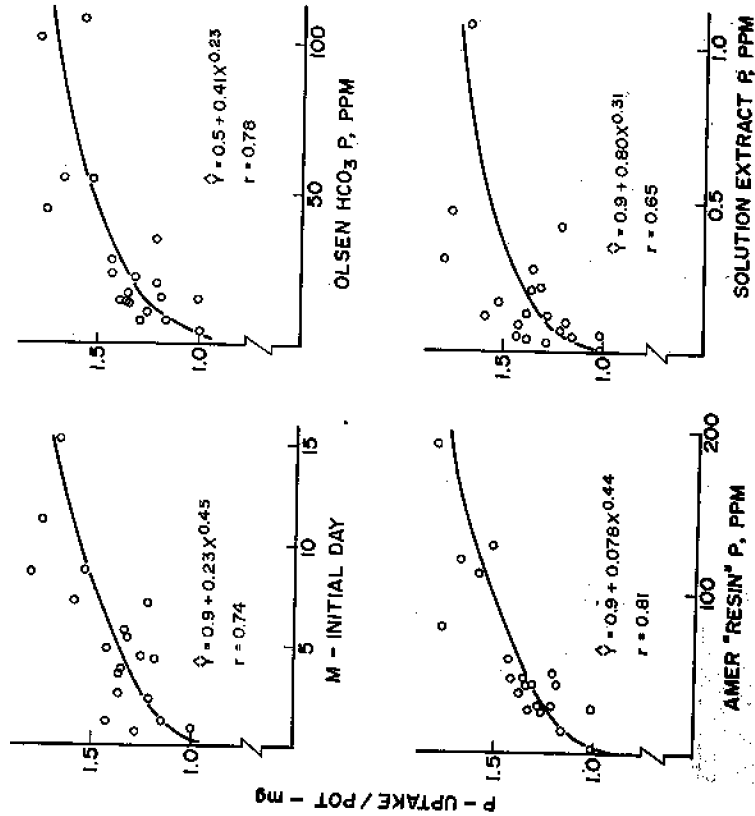 P-UPTAKE/POT-mg
1.5
1.0
Ŷ = 0.9 + 0.23X^0.45
r = 0.74
5
10
15
M - INITIAL DAY
1.5
1.0
Ŷ = 0.5 + 0.41X^0.23
r = 0.78
50
100
OLSEN HCO₃ P, PPM
1.5
1.0
Ŷ = 0.9 + 0.078X^0.44
r = 0.81
100
200
AMER "RESIN" P, PPM
1.5
1.0
Ŷ = 0.9 + 0.80X^0.31
r = 0.65
0.5
1.0
SOLUTION EXTRACT P, PPM